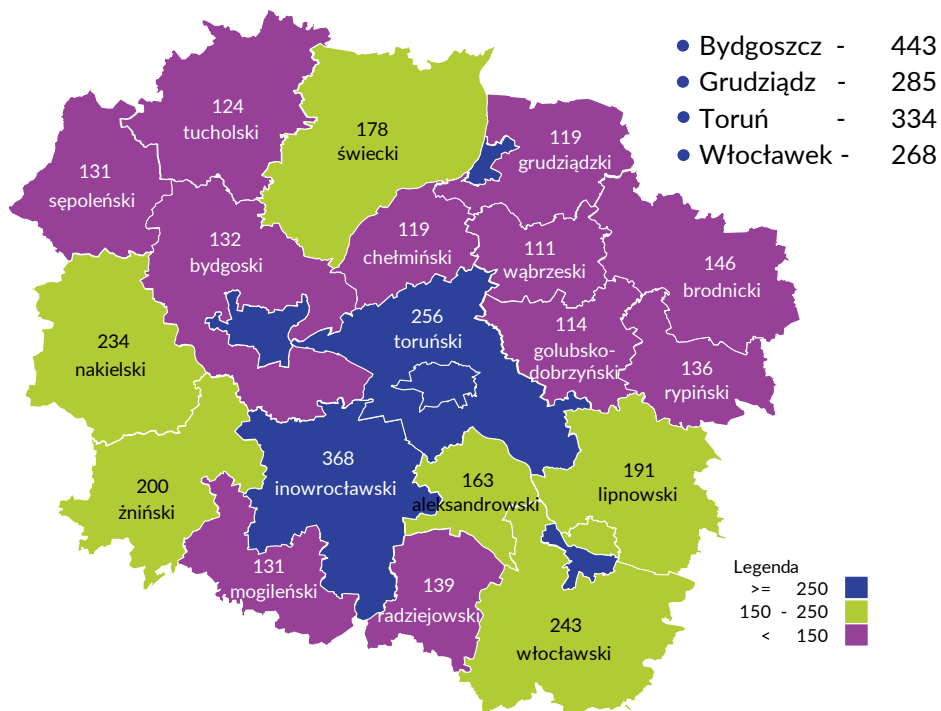 Bydgoszcz - 443
Grudziądz - 285
Toruń - 334
Włocławek - 268
124
tucholski
178
świecki
119
grudziądzki
131
sępoleński
132
bydgoski
119
chełmiński
111
wąbrzeski
146
brodnicki
256
toruński
114
golubsko-
dobrzyński
234
nakielski
136
rypiński
368
inowrocławski
163
aleksandrowski
191
lipnowski
200
żniński
131
mogileński
139
radziejowski
243
włocławski
Legenda
>= 250
150 - 250
< 150